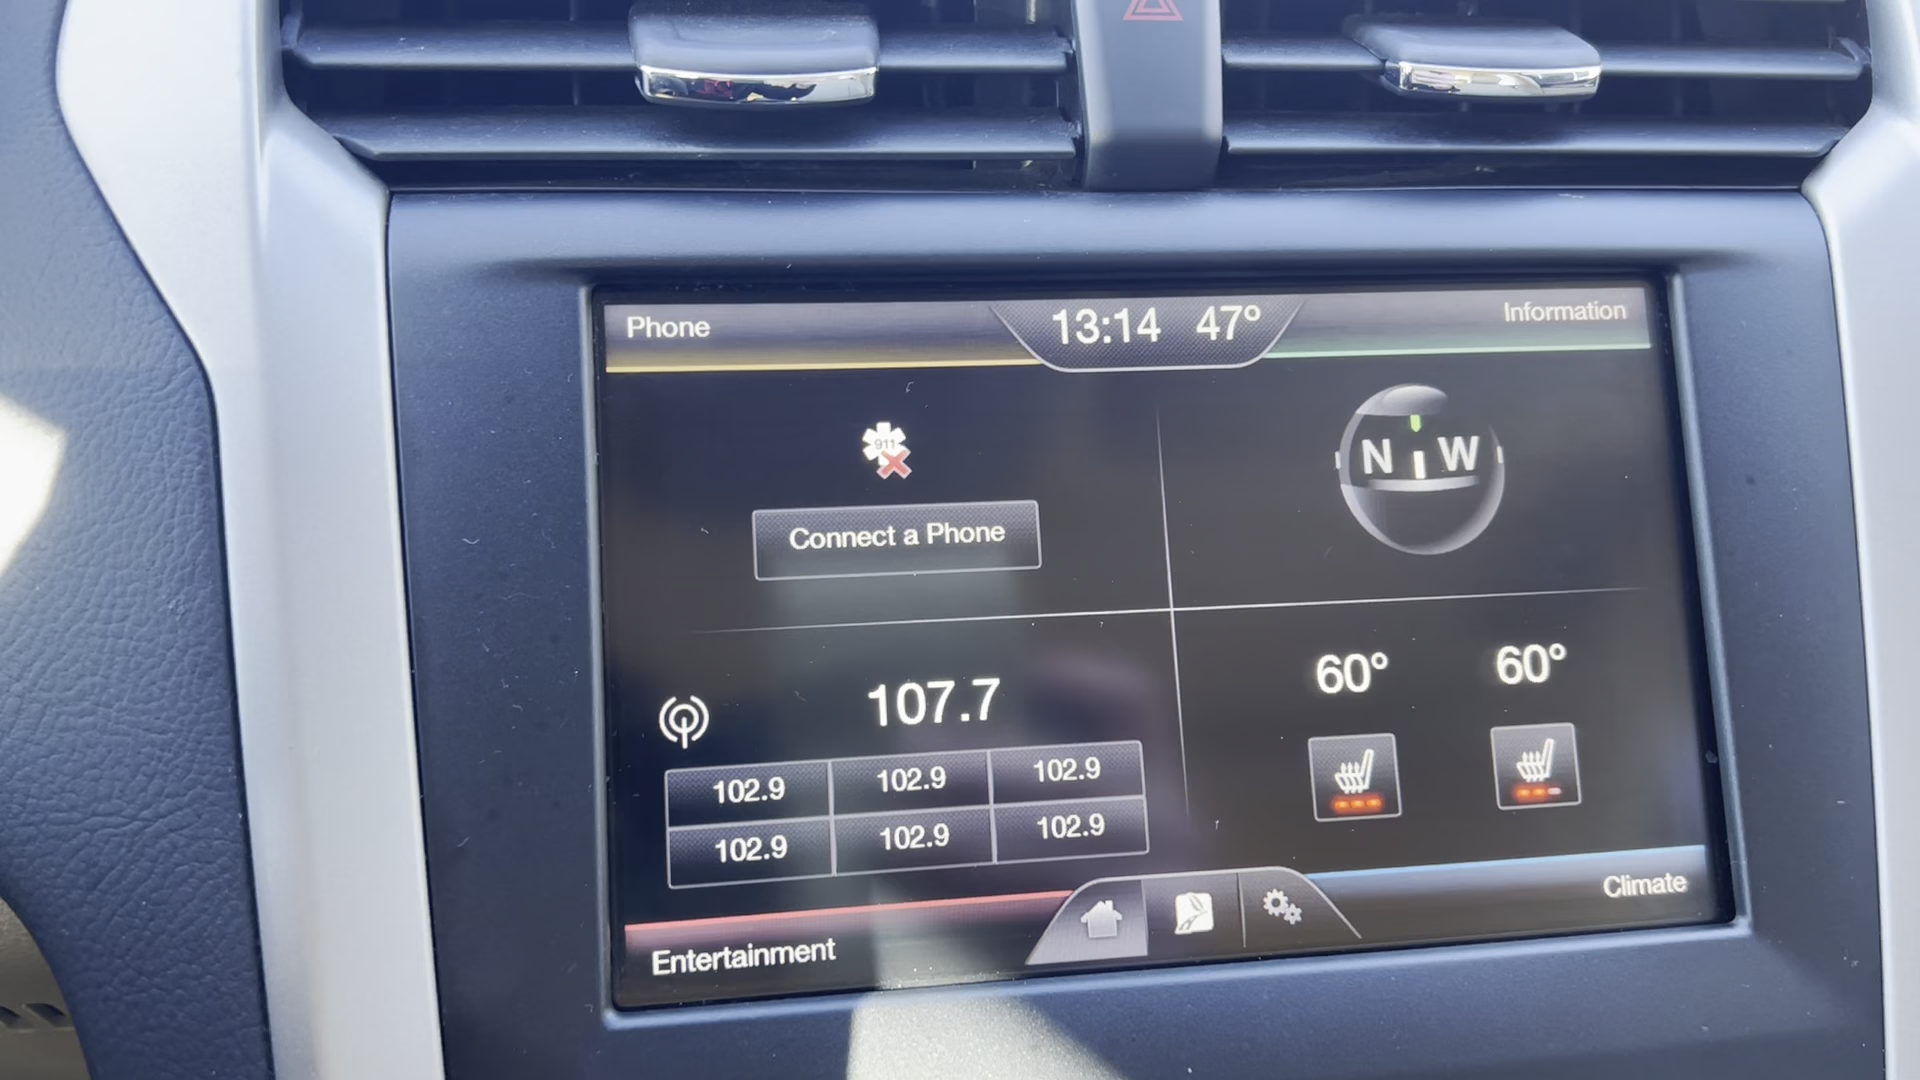 Phone
13:14 47°
Information
911
N W
Connect a Phone
107.7
102.9 102.9 102.9
102.9 102.9 102.9
60° 60°
Entertainment
Climate